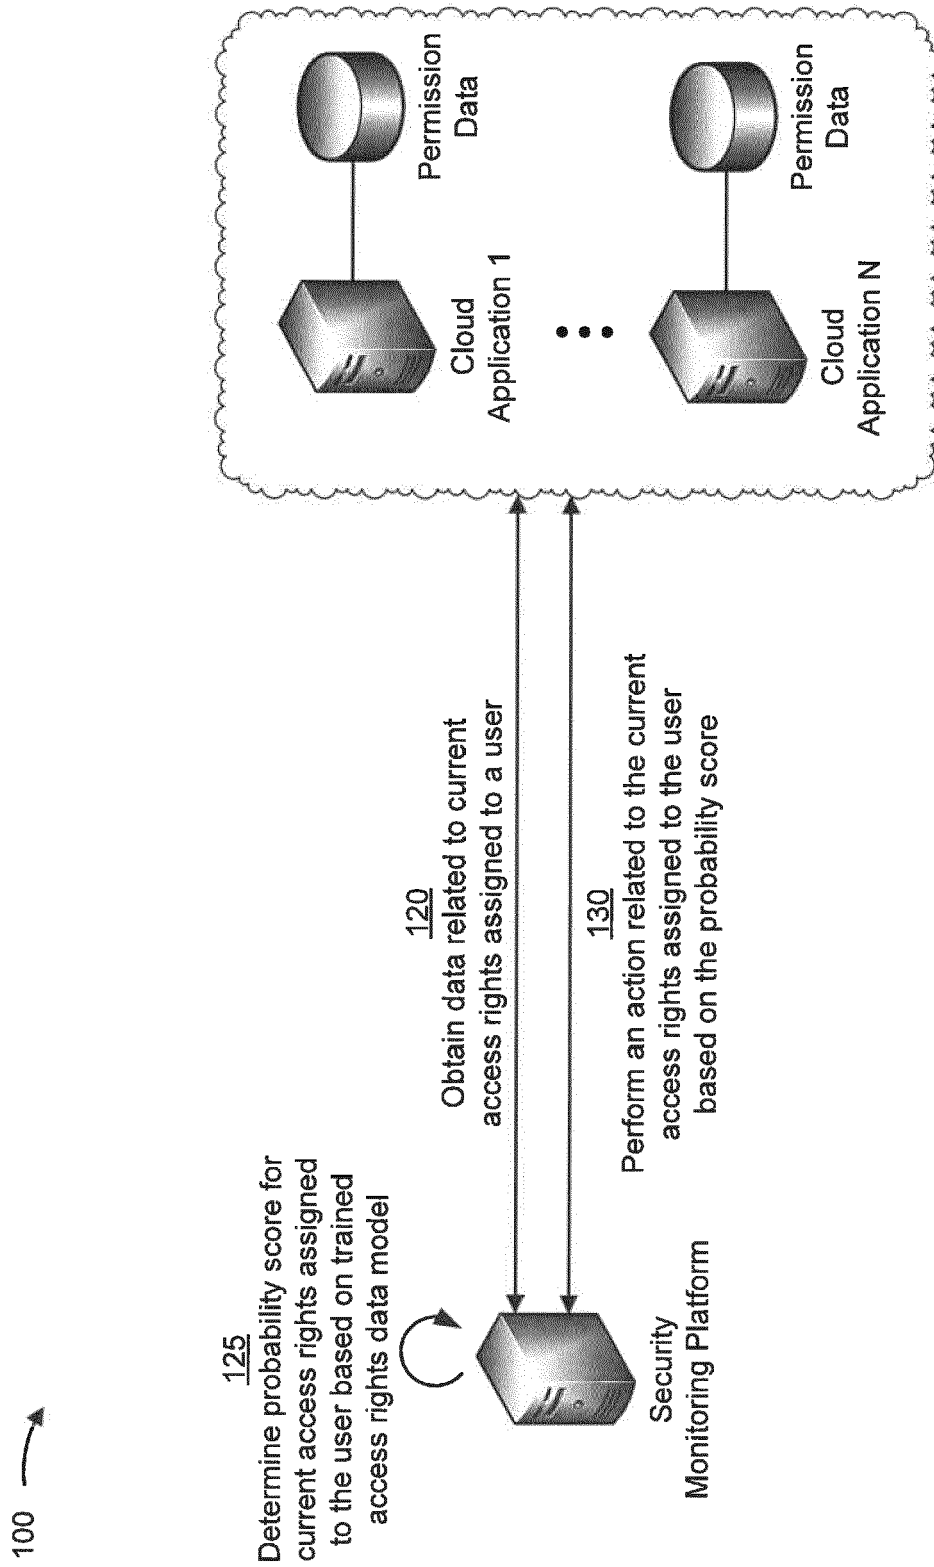 100
125
Determine probability score for
current access rights assigned
to the user based on trained
access rights data model
Security
Monitoring Platform
120
Obtain data related to current
access rights assigned to a user
130
Perform an action related to the current
access rights assigned to the user
based on the probability score
Cloud
Application 1
Permission
Data
Cloud
Application N
Permission
Data